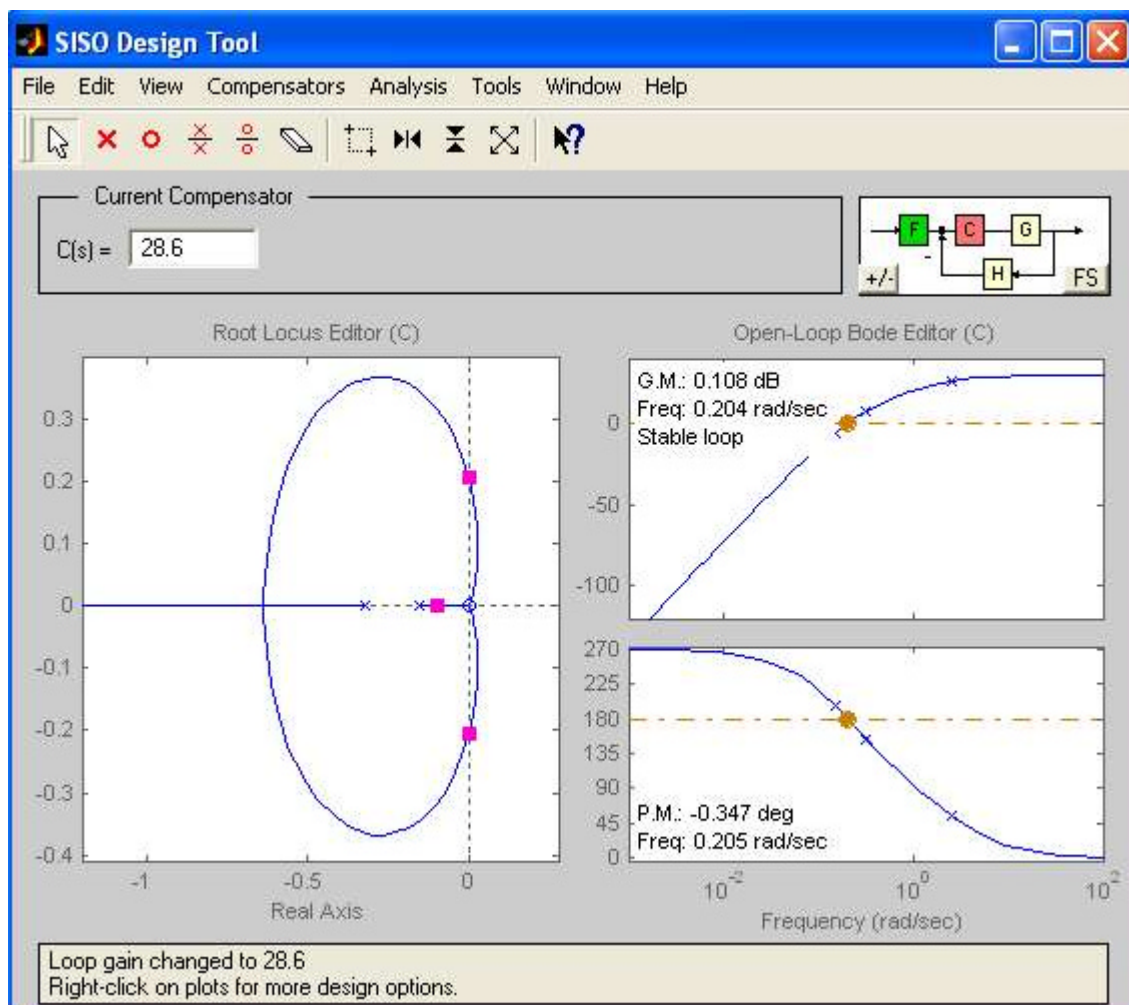 SISO Design Tool
File Edit View Compensators Analysis Tools Window Help
Current Compensator
C(s) = 28.6
F C G
H
+/- FS
Root Locus Editor (C)
0.3
0.2
0.1
0
-0.1
-0.2
-0.3
-0.4
-1 -0.5 0
Real Axis
Open-Loop Bode Editor (C)
G.M.: 0.108 dB
Freq: 0.204 rad/sec
Stable loop
0
-50
-100
270
225
180
135
90
45
0
P.M.: -0.347 deg
Freq: 0.205 rad/sec
10^-2 10^0 10^2
Frequency (rad/sec)
Loop gain changed to 28.6
Right-click on plots for more design options.